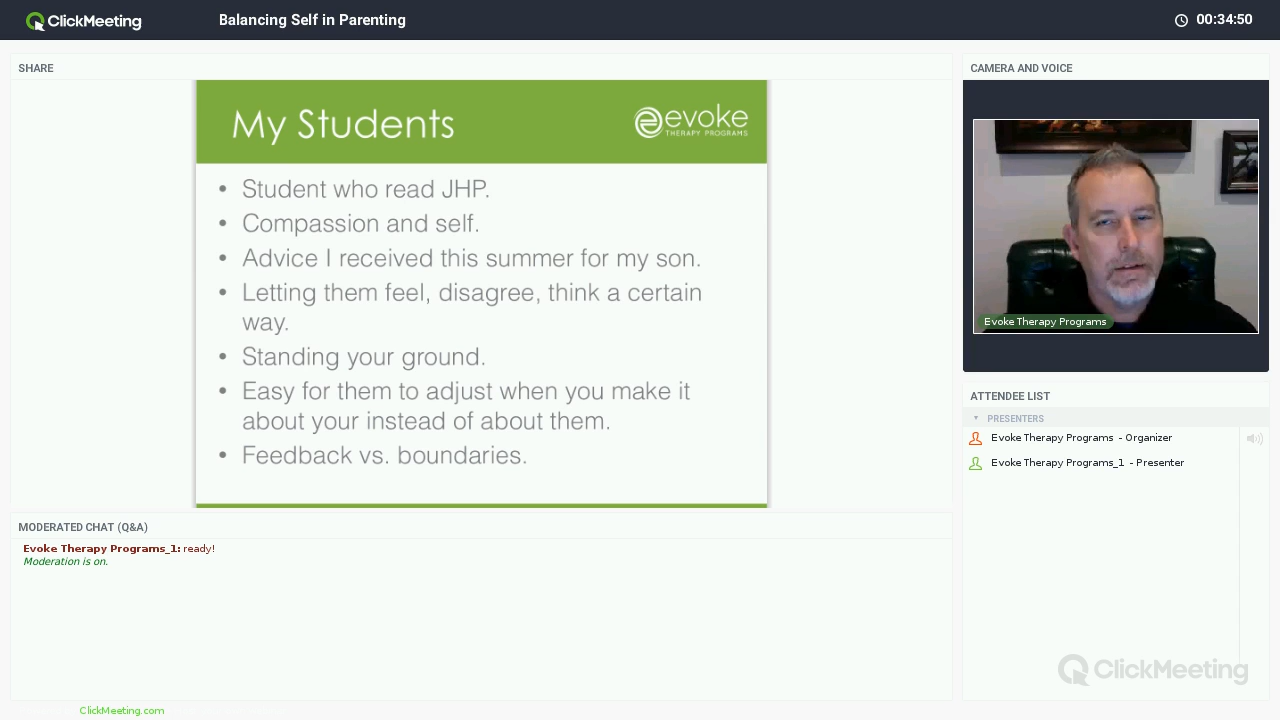 ClickMeeting
Balancing Self in Parenting
00:34:50
SHARE
My Students
evoke
THERAPY PROGRAMS
• Student who read JHP.
• Compassion and self.
• Advice I received this summer for my son.
• Letting them feel, disagree, think a certain
way.
• Standing your ground.
• Easy for them to adjust when you make it
about your instead of about them.
• Feedback vs. boundaries.
MODERATED CHAT (Q&A)
Evoke Therapy Programs_1: ready!
Moderation is on.
CAMERA AND VOICE
Evoke Therapy Programs
ATTENDEE LIST
PRESENTERS
Evoke Therapy Programs - Organizer
Evoke Therapy Programs_1 - Presenter
ClickMeeting
ClickMeeting.com